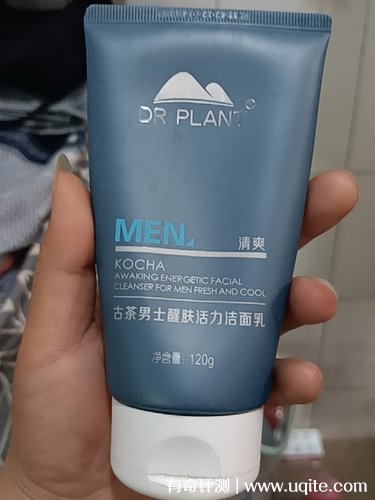 DR PLANT
MEN
清爽
KOCHA
AWAKING ENERGETIC FACIAL
CLEANSER FOR MEN FRESH AND COOL
古茶男士醒肤活力洁面乳
净含量: 120g
有奇评测 | www.uqite.com